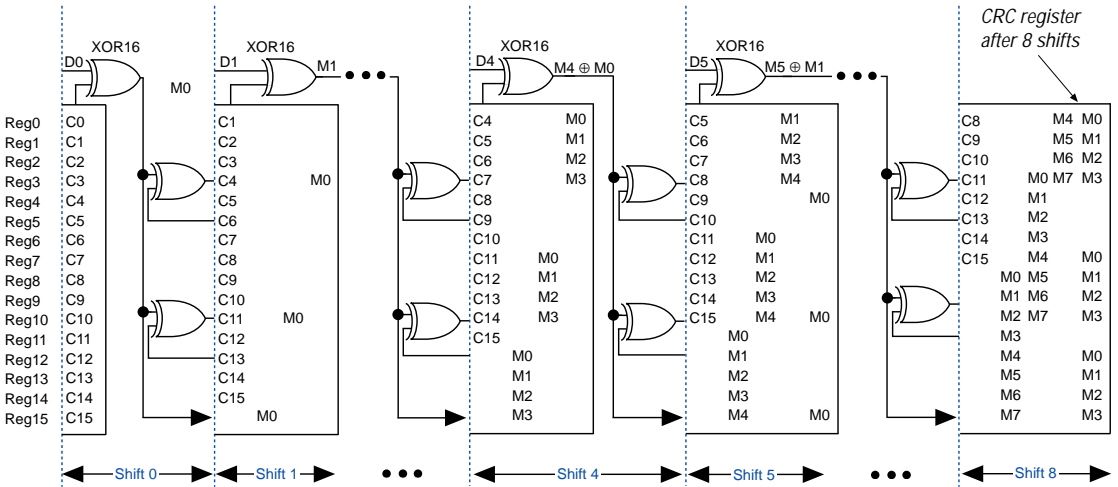 CRC register
after 8 shifts
XOR16 XOR16 XOR16 XOR16
D0 D1 M1 D4 M4 ⊕ M0 D5 M5 ⊕ M1
M0
Reg0 C0 C1 C4 M0 C5 M1 C8 M4 M0
Reg1 C1 C2 C5 M1 C6 M2 C9 M5 M1
Reg2 C2 C3 C6 M2 C7 M3 C10 M6 M2
Reg3 C3 C4 M0 C7 M3 C8 M4 C11 M0 M7 M3
Reg4 C4 C5 C8 C9 M0 C12 M1
Reg5 C5 C6 C9 C10 C13 M2
Reg6 C6 C7 C10 C11 M0 C14 M3
Reg7 C7 C8 C11 M0 C12 M1 C15 M4 M0
Reg8 C8 C9 C12 M1 C13 M2 M0 M5 M1
Reg9 C9 C10 C13 M2 C14 M3 M1 M6 M2
Reg10 C10 C11 M0 C14 M3 C15 M4 M0 M2 M7 M3
Reg11 C11 C12 C15 M0 M3
Reg12 C12 C13 M0 M1 M4 M0
Reg13 C13 C14 M1 M2 M5 M1
Reg14 C14 C15 M2 M3 M6 M2
Reg15 C15 M0 M3 M4 M0 M7 M3
Shift 0 Shift 1 Shift 4 Shift 5 Shift 8